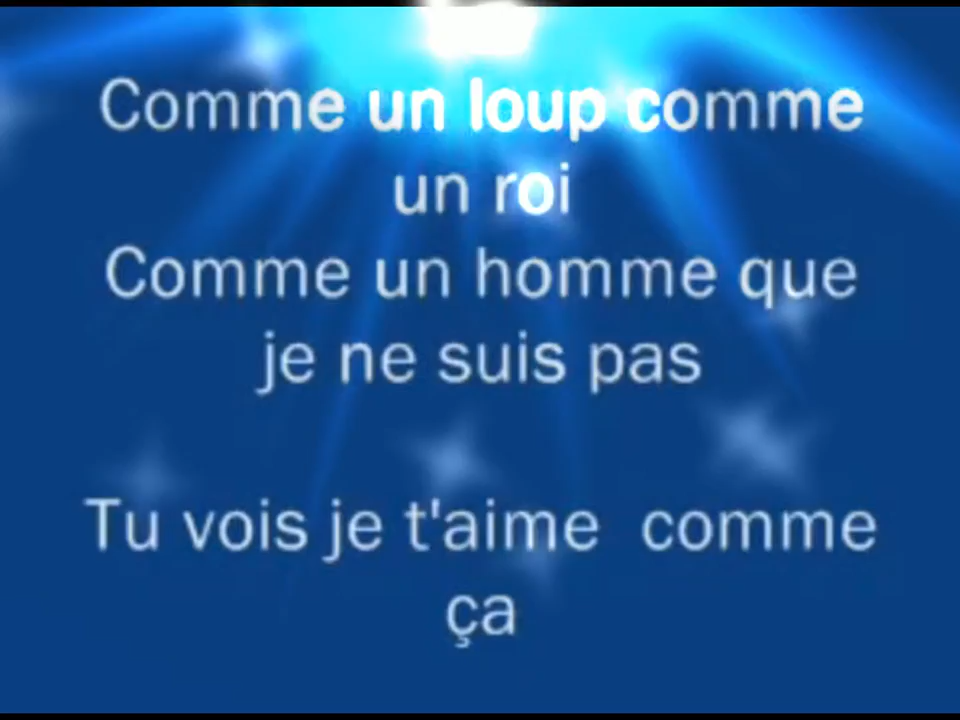 Comme un loup comme
un roi
Comme un homme que
je ne suis pas
Tu vois je t'aime  comme
ça